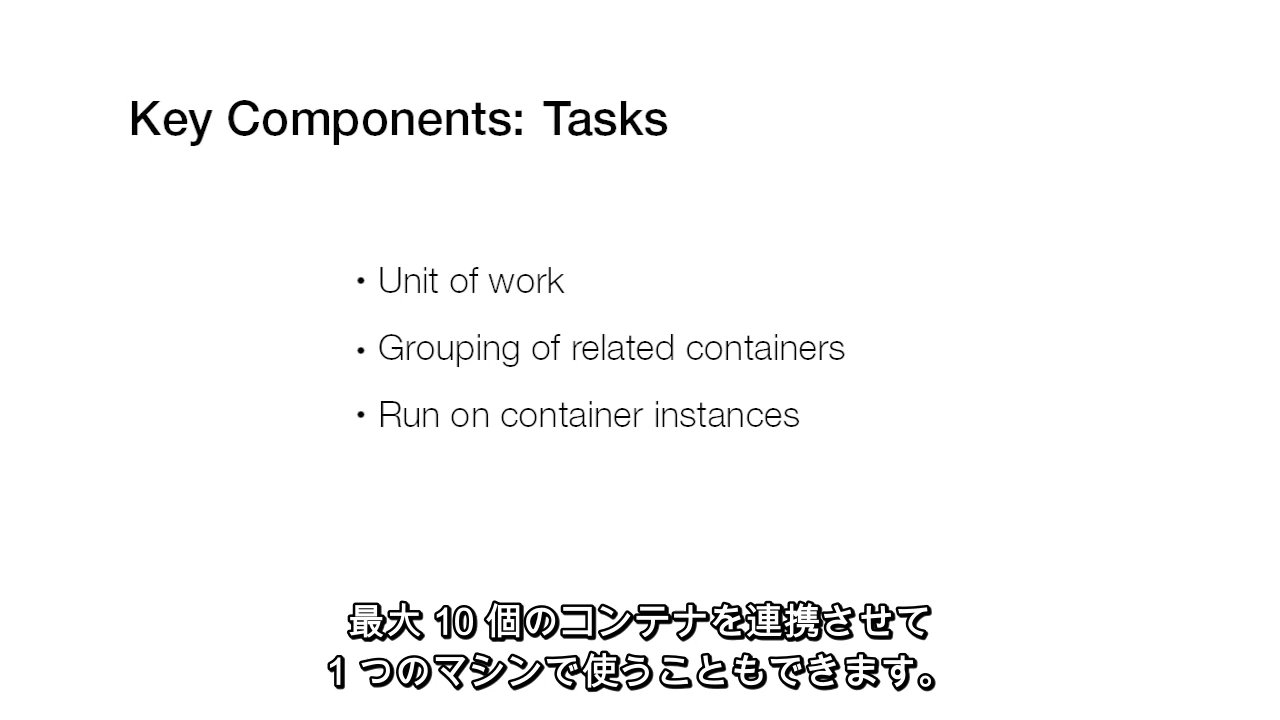 Key Components: Tasks
• Unit of work
• Grouping of related containers
• Run on container instances
最大 10 個のコンテナを連携させて
1 つのマシンで使うこともできます。